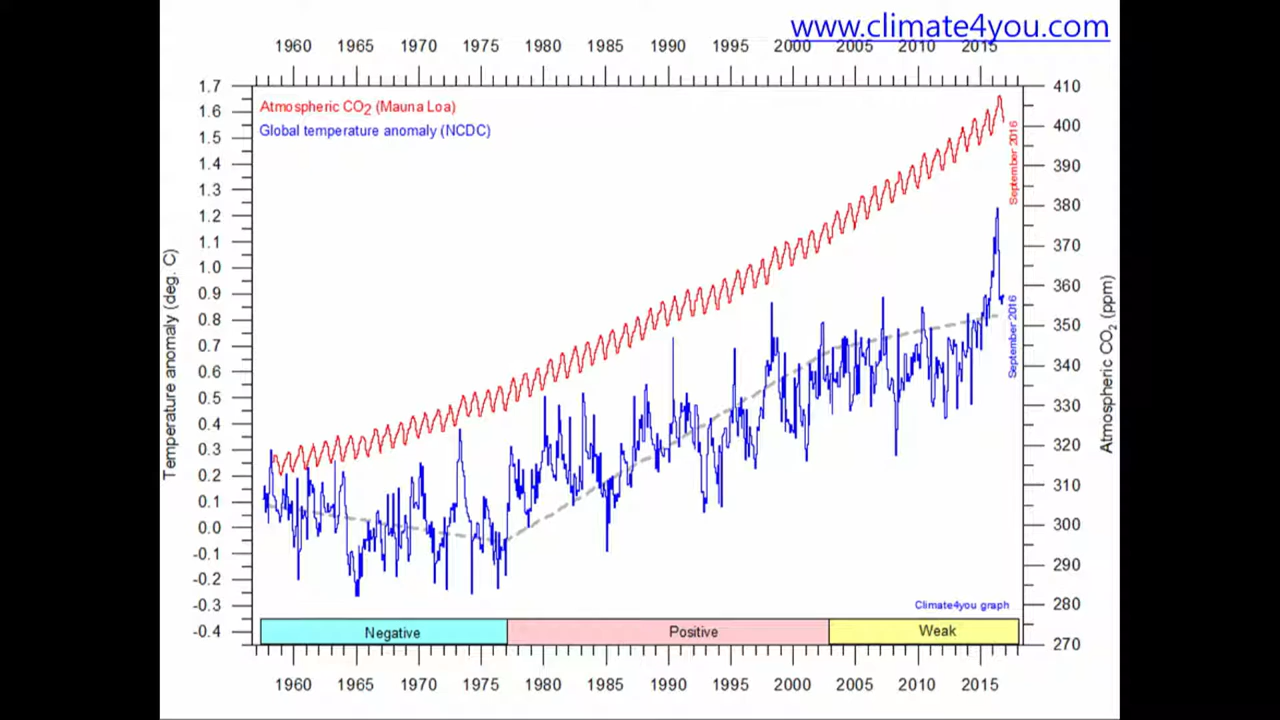 www.climate4you.com
1960 1965 1970 1975 1980 1985 1990 1995 2000 2005 2010 2015
1.7 410
Atmospheric CO2 (Mauna Loa)
1.6
Global temperature anomaly (NCDC)
1.5 400
1.4 390
1.3
1.2 380
1.1 370
1.0
0.9 360
0.8 350
0.7
0.6 340
0.5 330
0.4
0.3 320
0.2 310
0.1
0.0 300
-0.1 290
-0.2
-0.3 280
-0.4 270
Temperature anomaly (deg. C)
Atmospheric CO2 (ppm)
September 2016
September 2016
Climate4you graph
Negative Positive Weak
1960 1965 1970 1975 1980 1985 1990 1995 2000 2005 2010 2015